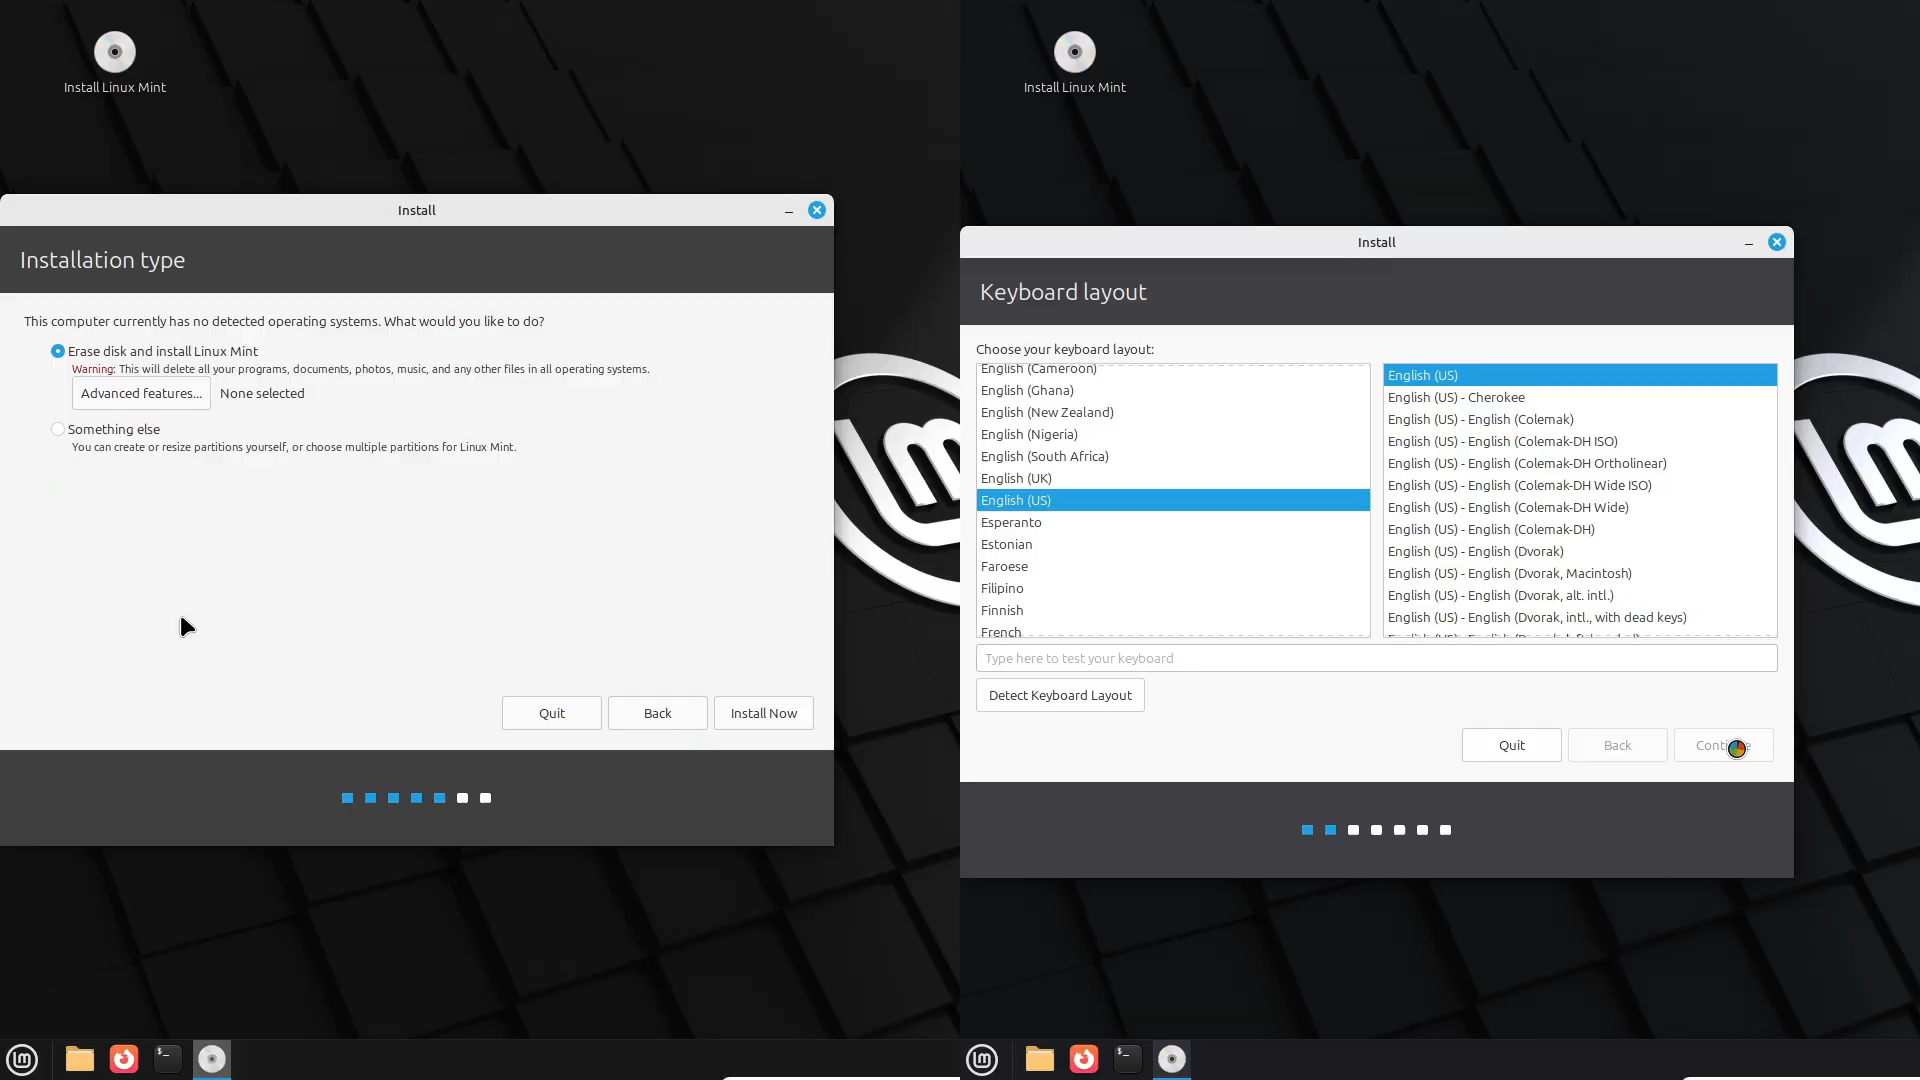 Install Linux Mint
Install
Installation type
This computer currently has no detected operating systems. What would you like to do?
Erase disk and install Linux Mint
Warning: This will delete all your programs, documents, photos, music, and any other files in all operating systems.
Advanced features... None selected
Something else
You can create or resize partitions yourself, or choose multiple partitions for Linux Mint.
Quit Back Install Now
Install Linux Mint
Install
Keyboard layout
Choose your keyboard layout:
English (Cameroon)
English (Ghana)
English (New Zealand)
English (Nigeria)
English (South Africa)
English (UK)
English (US)
Esperanto
Estonian
Faroese
Filipino
Finnish
French
English (US)
English (US) - Cherokee
English (US) - English (Colemak)
English (US) - English (Colemak-DH ISO)
English (US) - English (Colemak-DH Ortholinear)
English (US) - English (Colemak-DH Wide ISO)
English (US) - English (Colemak-DH Wide)
English (US) - English (Colemak-DH)
English (US) - English (Dvorak)
English (US) - English (Dvorak, Macintosh)
English (US) - English (Dvorak, alt. intl.)
English (US) - English (Dvorak, intl., with dead keys)
Type here to test your keyboard
Detect Keyboard Layout
Quit Back